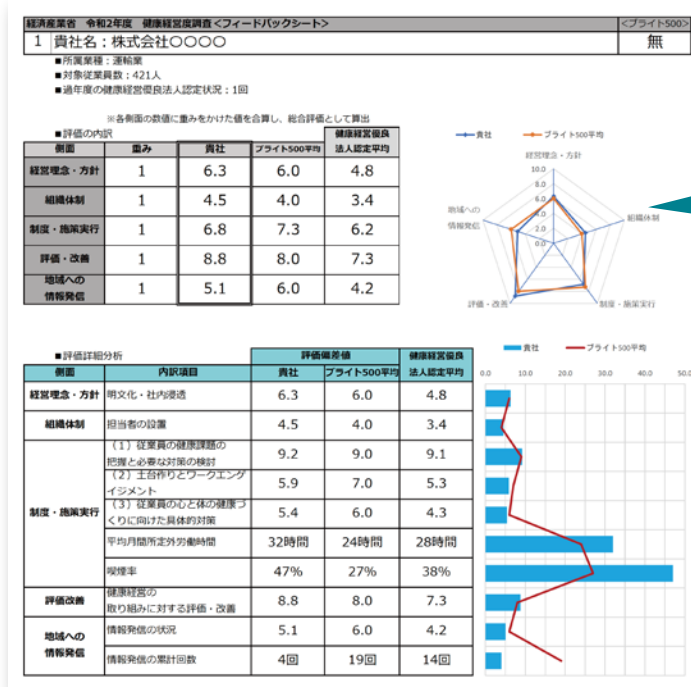 経済産業省 令和2年度 健康経営度調査<フィードバックシート>
<ブライト500>
1 貴社名：株式会社〇〇〇〇
無
■所属業種：運輸業
■対象従業員数：421人
■過年度の健康経営優良法人認定状況：1回
※各側面の数値に重みをかけた値を合算し、総合評価として算出
■評価の内訳
側面 重み 貴社 ブライト500平均 健康経営優良法人認定平均
経営理念・方針 1 6.3 6.0 4.8
組織体制 1 4.5 4.0 3.4
制度・施策実行 1 6.8 7.3 6.2
評価・改善 1 8.8 8.0 7.3
地域への情報発信 1 5.1 6.0 4.2
貴社 ブライト500平均
経営理念・方針
10.0
8.0
6.0
4.0
2.0
0.0
組織体制
制度・施策実行
評価・改善
地域への
情報発信
■評価詳細分析
評価偏差値 健康経営優良
側面 内訳項目 貴社 ブライト500平均 法人認定平均
経営理念・方針 明文化・社内浸透 6.3 6.0 4.8
組織体制 担当者の設置 4.5 4.0 3.4
制度・施策実行
（1）従業員の健康課題の
把握と必要な対策の検討 9.2 9.0 9.1
（2）土台作りとワークエンゲ
イジメント 5.9 7.0 5.3
（3）従業員の心と体の健康づ
くりに向けた具体的対策 5.4 6.0 4.3
平均月間所定外労働時間 32時間 24時間 28時間
喫煙率 47% 27% 38%
評価改善
健康経営の
取り組みに対する評価・改善 8.8 8.0 7.3
地域への
情報発信
情報発信の状況 5.1 6.0 4.2
情報発信の累計回数 4回 19回 14回
貴社 ブライト500平均
0.0 10.0 20.0 30.0 40.0 50.0